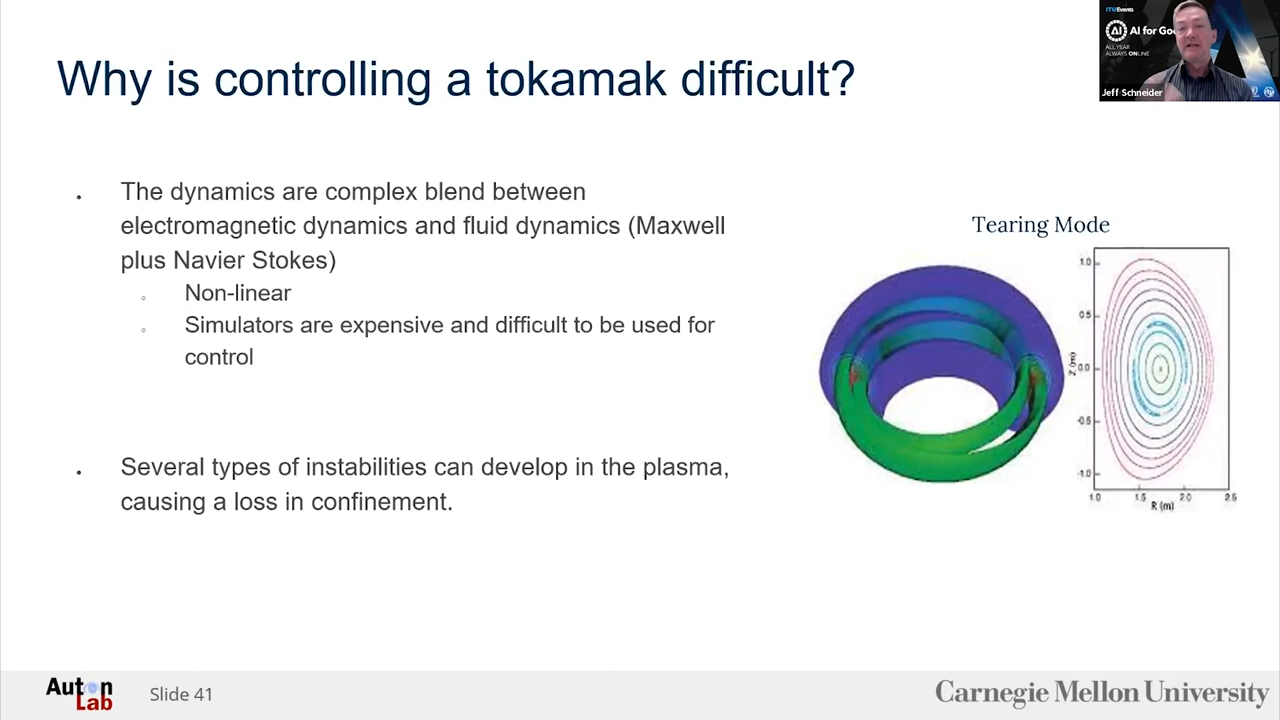 Why is controlling a tokamak difficult?
ITUEvents
AI
AI for Goo
ALL YEAR
ALWAYS ONLINE
Jeff Schneider
. The dynamics are complex blend between
electromagnetic dynamics and fluid dynamics (Maxwell
plus Navier Stokes)
Non-linear
Simulators are expensive and difficult to be used for
control
. Several types of instabilities can develop in the plasma,
causing a loss in confinement.
Tearing Mode
1.0
0.5
0.0
-0.5
-1.0
Z (m)
1.0 1.5 2.0 2.5
R (m)
Auton
Lab
Slide 41
Carnegie Mellon University